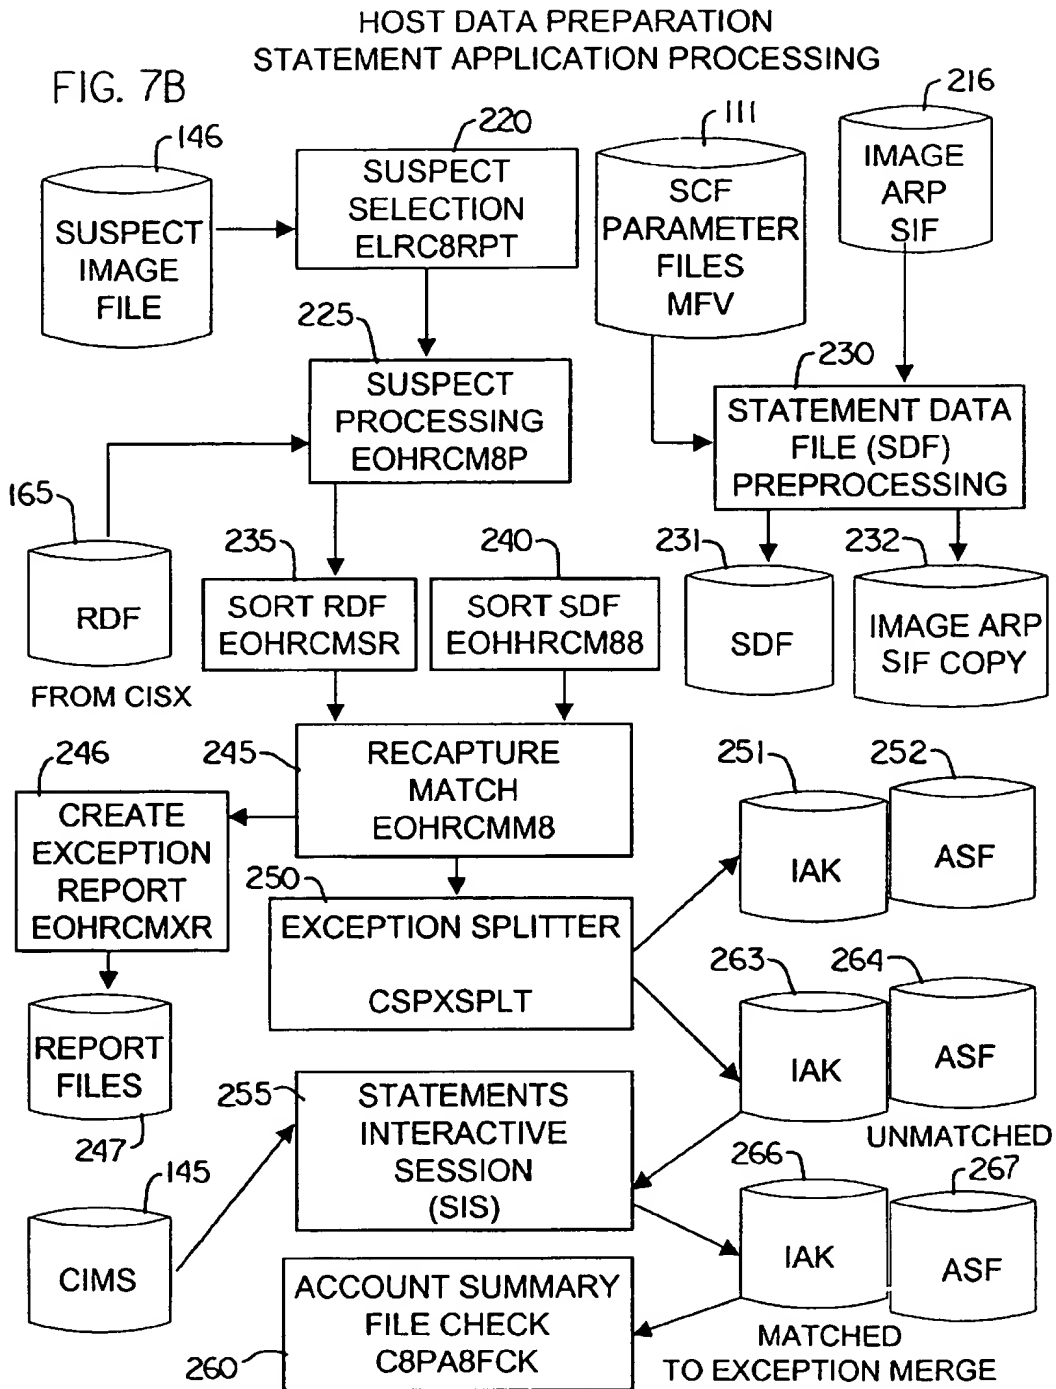 HOST DATA PREPARATION
STATEMENT APPLICATION PROCESSING
FIG. 7B
146
SUSPECT
IMAGE
FILE
220
SUSPECT
SELECTION
ELRC8RPT
111
SCF
PARAMETER
FILES
MFV
216
IMAGE
ARP
SIF
225
SUSPECT
PROCESSING
EOHRCM8P
230
STATEMENT DATA
FILE (SDF)
PREPROCESSING
165
RDF
FROM CISX
235
SORT RDF
EOHRCMSR
240
SORT SDF
EOHHRCM88
231
SDF
232
IMAGE ARP
SIF COPY
245
RECAPTURE
MATCH
EOHRCMM8
246
CREATE
EXCEPTION
REPORT
EOHRCMXR
250
EXCEPTION SPLITTER
CSPXSPLT
251
IAK
252
ASF
247
REPORT
FILES
263
IAK
264
ASF
UNMATCHED
255
STATEMENTS
INTERACTIVE
SESSION
(SIS)
145
CIMS
266
IAK
267
ASF
260
ACCOUNT SUMMARY
FILE CHECK
C8PA8FCK
MATCHED
TO EXCEPTION MERGE